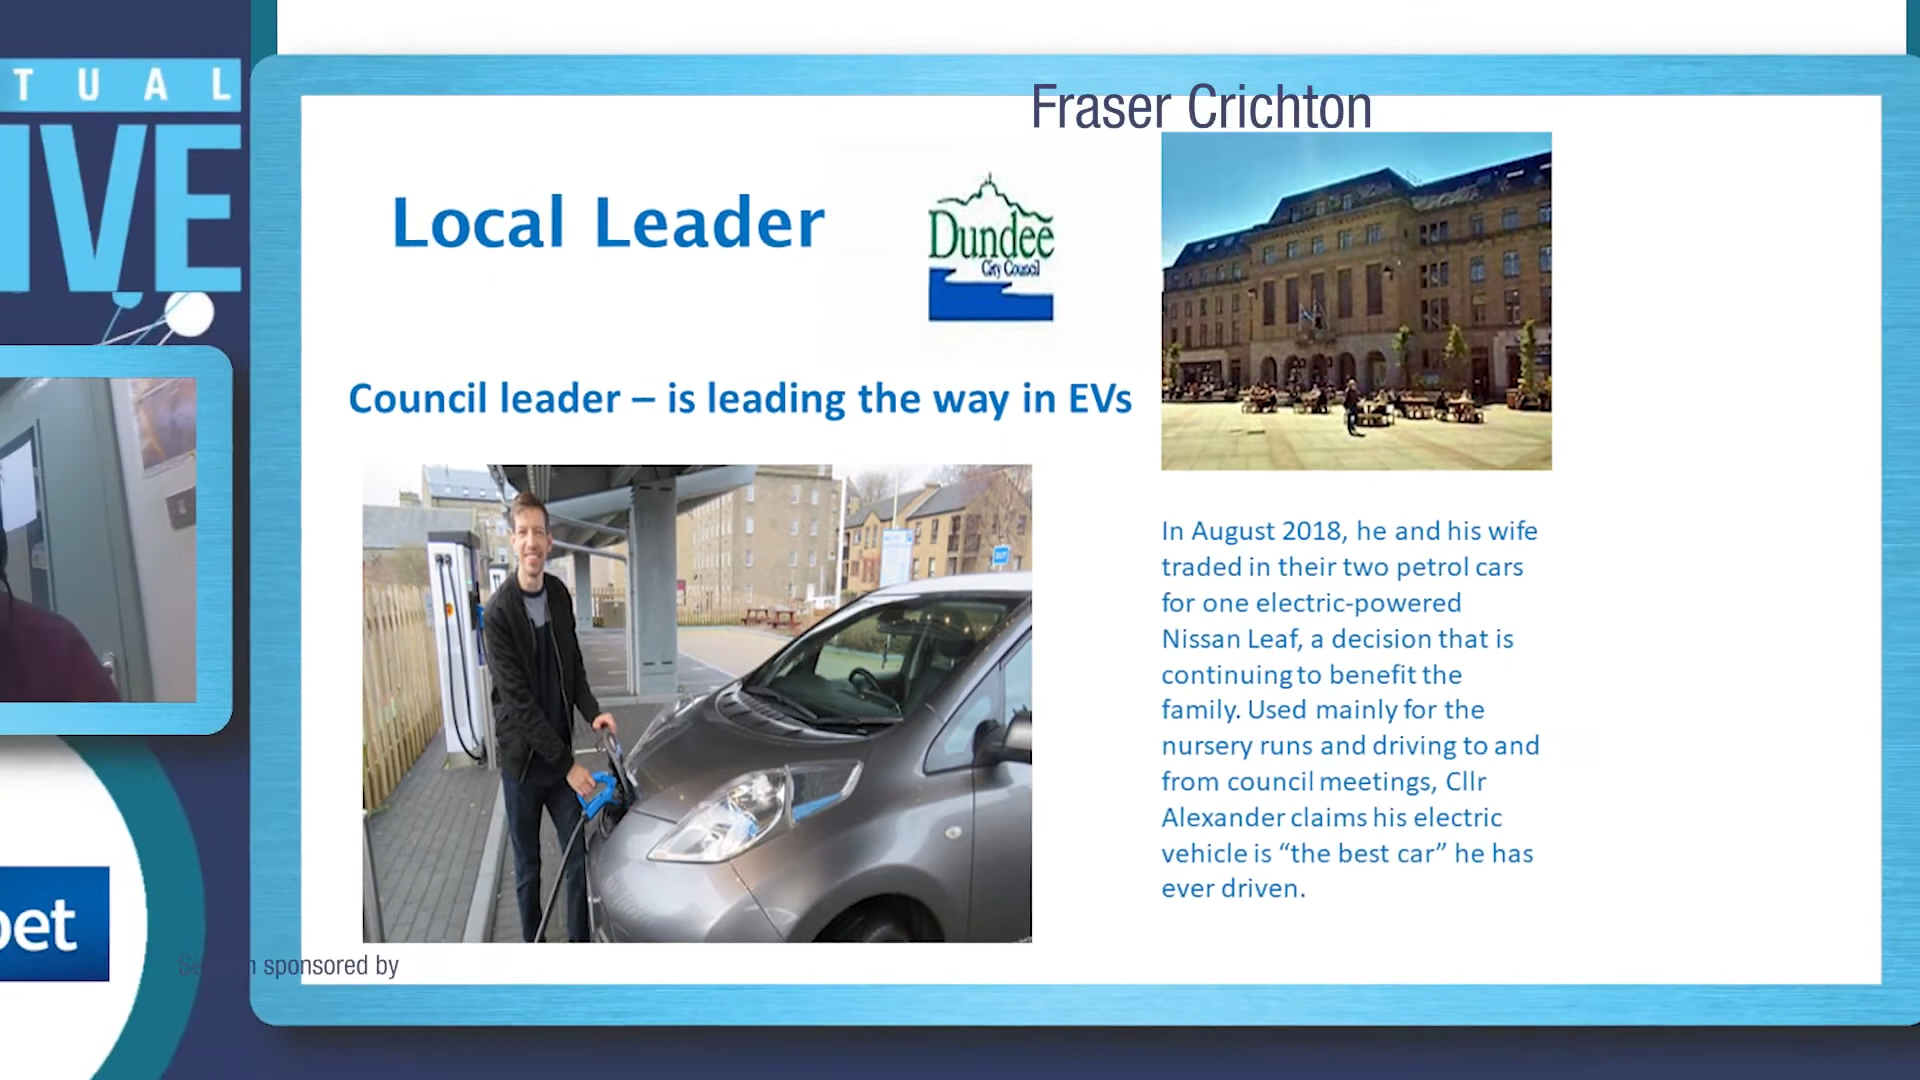 TUAL
IVE
Fraser Crichton
Local Leader
Dundee
City Council
Council leader – is leading the way in EVs
In August 2018, he and his wife
traded in their two petrol cars
for one electric-powered
Nissan Leaf, a decision that is
continuing to benefit the
family. Used mainly for the
nursery runs and driving to and
from council meetings, Cllr
Alexander claims his electric
vehicle is “the best car” he has
ever driven.
pet
sponsored by